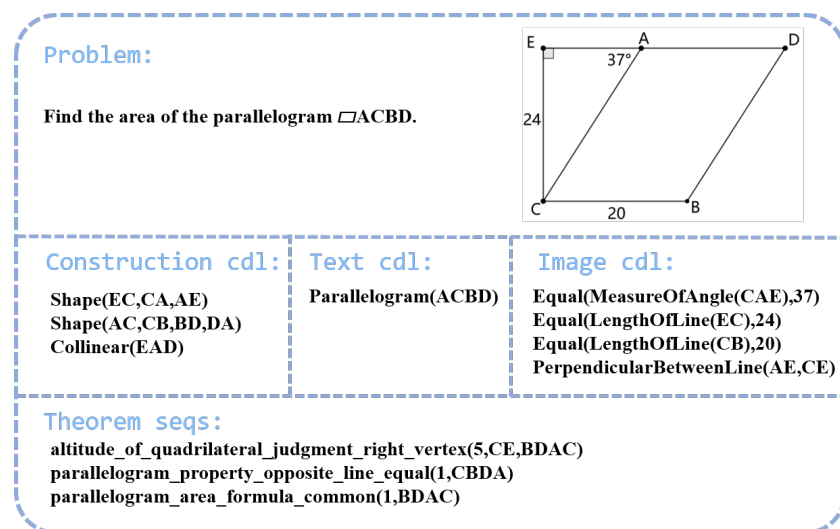 Problem:
Find the area of the parallelogram ▱ACBD.
E
A
D
37°
24
C
20
B
Construction cdl:
Shape(EC,CA,AE)
Shape(AC,CB,BD,DA)
Collinear(EAD)
Text cdl:
Parallelogram(ACBD)
Image cdl:
Equal(MeasureOfAngle(CAE),37)
Equal(LengthOfLine(EC),24)
Equal(LengthOfLine(CB),20)
PerpendicularBetweenLine(AE,CE)
Theorem seqs:
altitude_of_quadrilateral_judgment_right_vertex(5,CE,BDAC)
parallelogram_property_opposite_line_equal(1,CBDA)
parallelogram_area_formula_common(1,BDAC)